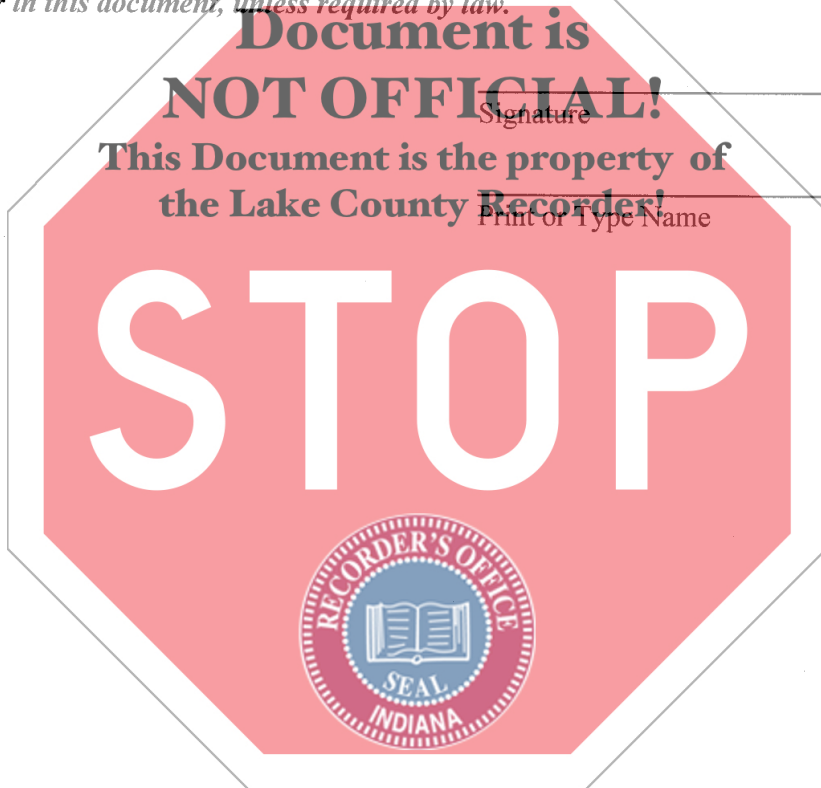 in this document, unless required by law.
Document is
NOT OFFICIAL!
Signature
This Document is the property of
the Lake County Recorder!
Print or Type Name
STOP
RECORDER'S OFFICE
SEAL
INDIANA